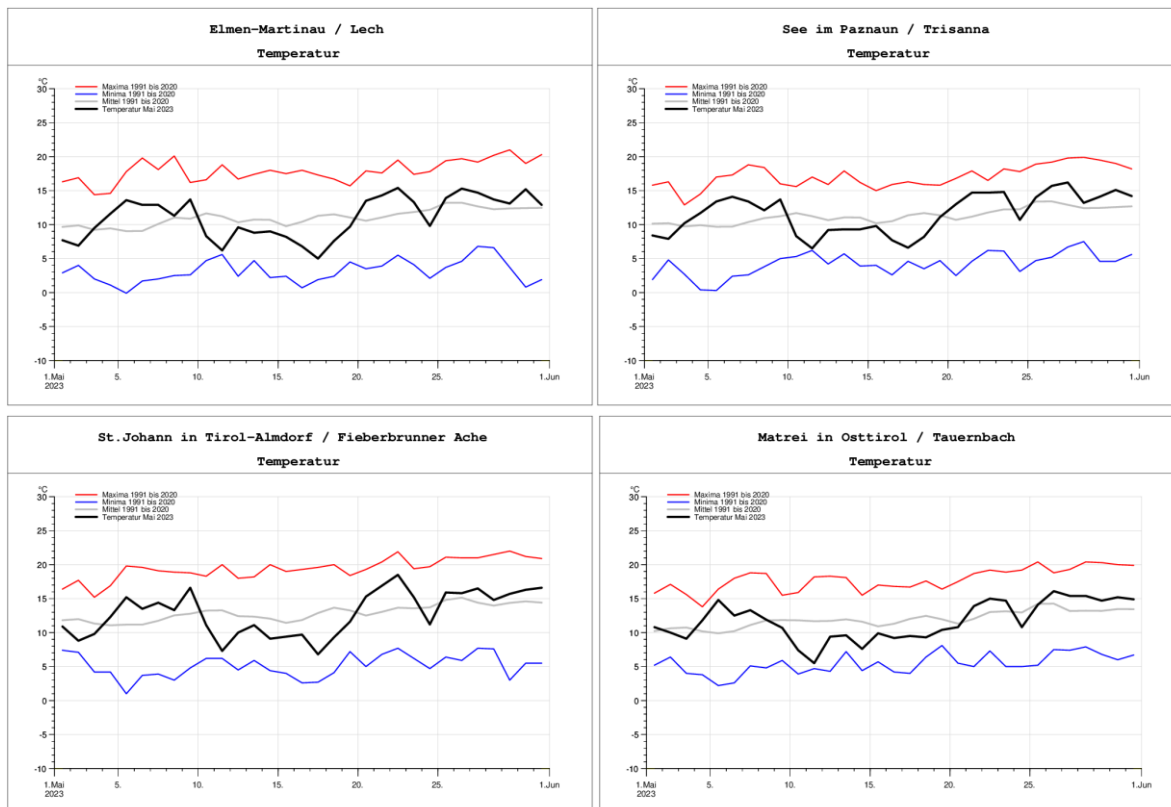 Elmen-Martinau / Lech
Temperatur
°C
30
25
20
15
10
5
0
-5
-10
Maxima 1991 bis 2020
Minima 1991 bis 2020
Mittel 1991 bis 2020
Temperatur Mai 2023
1.Mai 5. 10. 15. 20. 25. 1.Jun
2023
See im Paznaun / Trisanna
Temperatur
°C
30
25
20
15
10
5
0
-5
-10
Maxima 1991 bis 2020
Minima 1991 bis 2020
Mittel 1991 bis 2020
Temperatur Mai 2023
1.Mai 5. 10. 15. 20. 25. 1.Jun
2023
St.Johann in Tirol-Almdorf / Fieberbrunner Ache
Temperatur
°C
30
25
20
15
10
5
0
-5
-10
Maxima 1991 bis 2020
Minima 1991 bis 2020
Mittel 1991 bis 2020
Temperatur Mai 2023
1.Mai 5. 10. 15. 20. 25. 1.Jun
2023
Matrei in Osttirol / Tauernbach
Temperatur
°C
30
25
20
15
10
5
0
-5
-10
Maxima 1991 bis 2020
Minima 1991 bis 2020
Mittel 1991 bis 2020
Temperatur Mai 2023
1.Mai 5. 10. 15. 20. 25. 1.Jun
2023